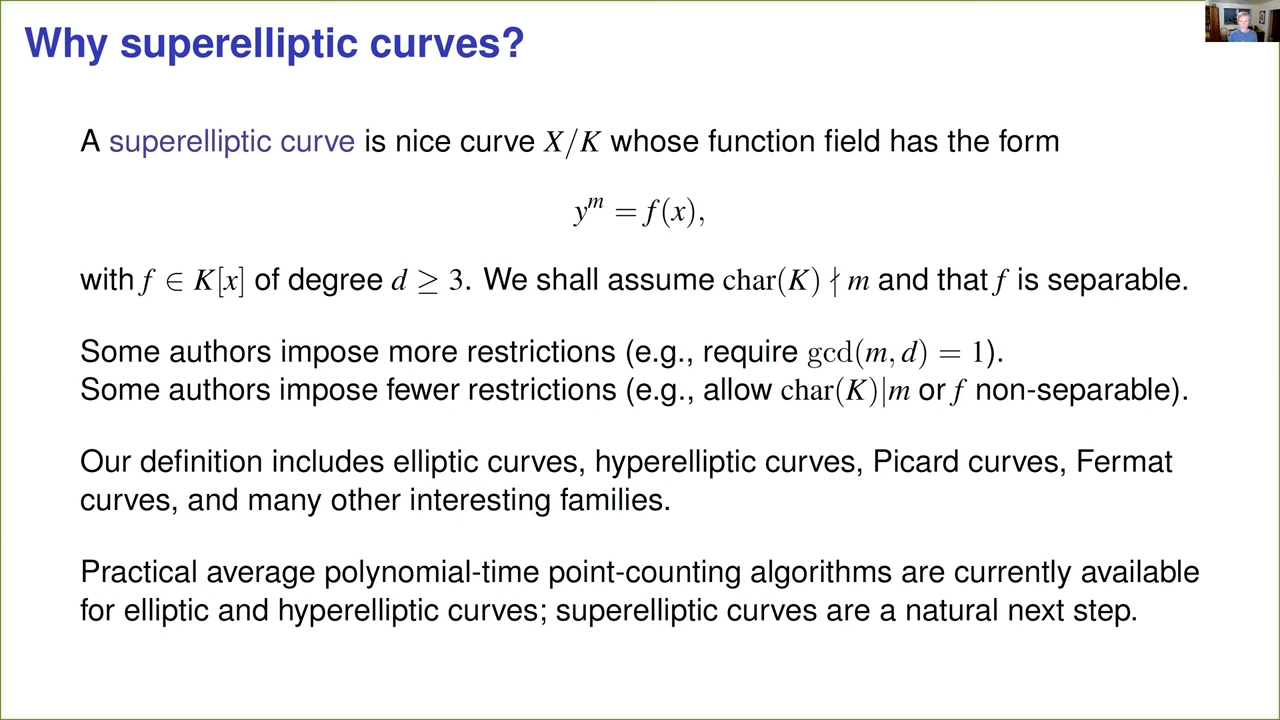 Why superelliptic curves?
A superelliptic curve is nice curve X/K whose function field has the form
yᵐ = f(x),
with f ∈ K[x] of degree d ≥ 3. We shall assume char(K) ∤ m and that f is separable.
Some authors impose more restrictions (e.g., require gcd(m, d) = 1).
Some authors impose fewer restrictions (e.g., allow char(K)|m or f non-separable).
Our definition includes elliptic curves, hyperelliptic curves, Picard curves, Fermat
curves, and many other interesting families.
Practical average polynomial-time point-counting algorithms are currently available
for elliptic and hyperelliptic curves; superelliptic curves are a natural next step.